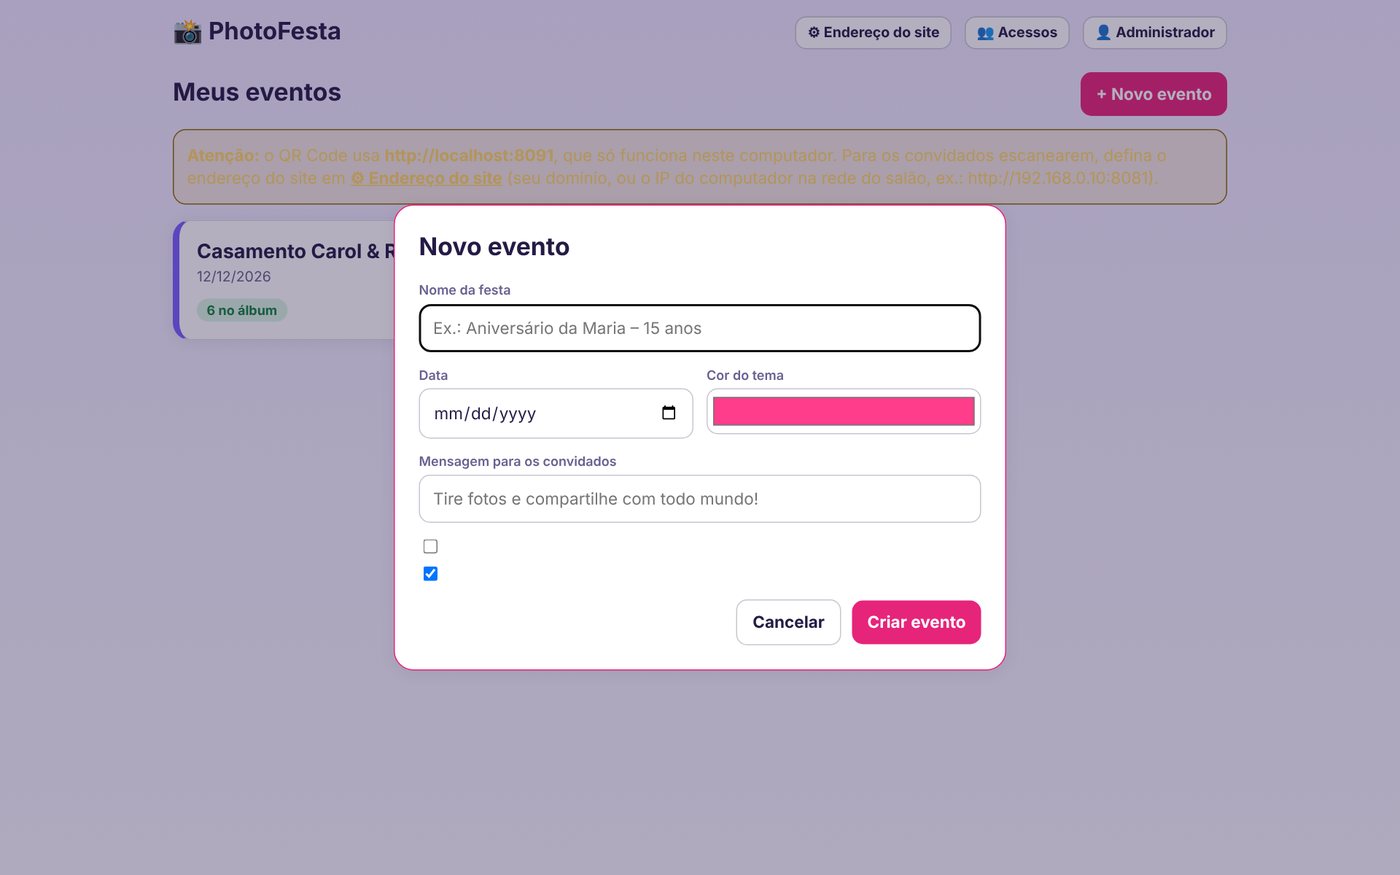 📸 PhotoFesta
⚙ Endereço do site
👥 Acessos
👤 Administrador
Meus eventos
+ Novo evento
Atenção: o QR Code usa http://localhost:8091, que só funciona neste computador. Para os convidados escanearem, defina o
endereço do site em ⚙ Endereço do site (seu domínio, ou o IP do computador na rede do salão, ex.: http://192.168.0.10:8081).
Casamento Carol & R
12/12/2026
6 no álbum
Novo evento
Nome da festa
Ex.: Aniversário da Maria – 15 anos
Data
Cor do tema
mm/dd/yyyy
Mensagem para os convidados
Tire fotos e compartilhe com todo mundo!
Cancelar
Criar evento